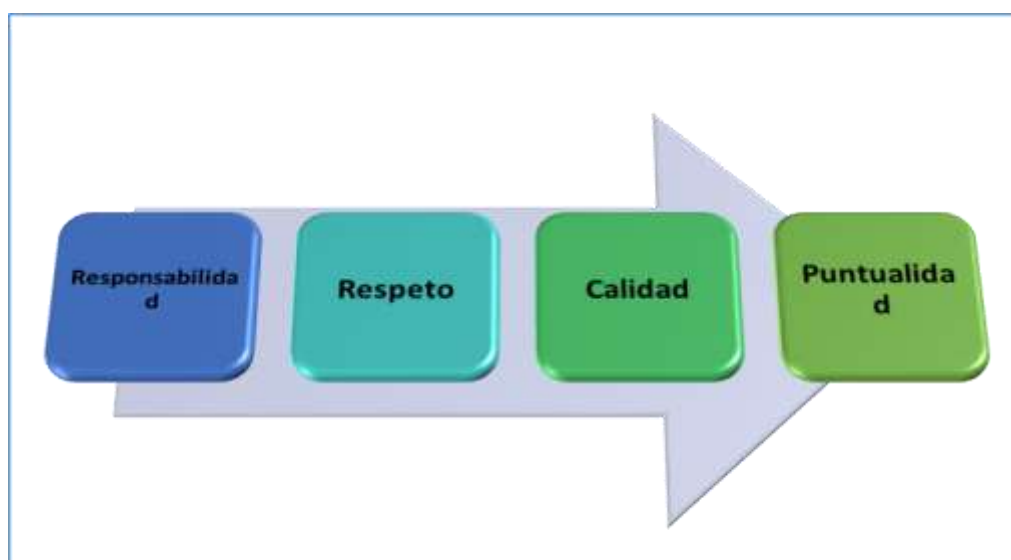 Responsabilida
d
Respeto
Calidad
Puntualida
d